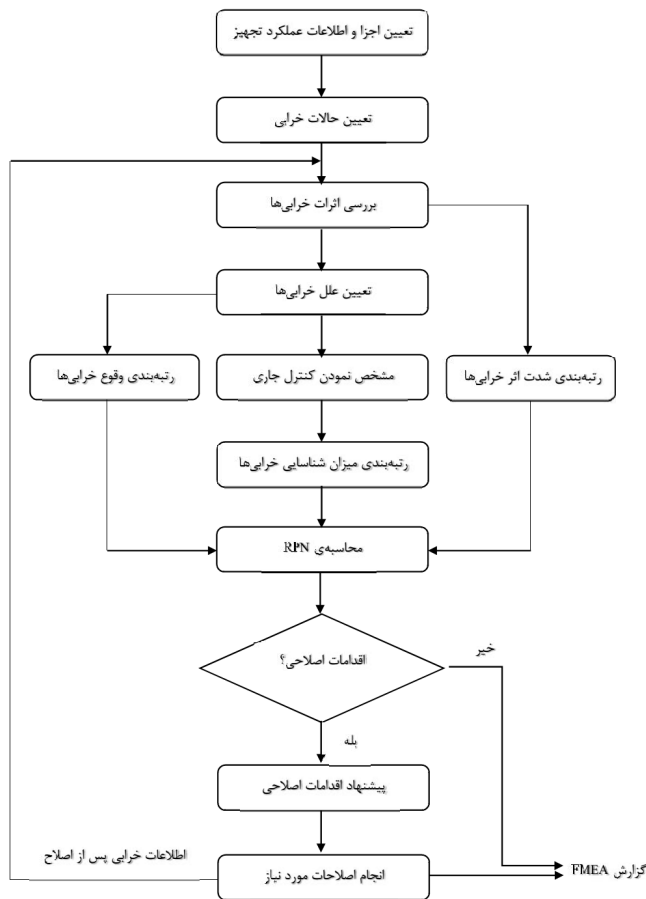 تعیین اجزا و اطلاعات عملکرد تجهیز
تعیین حالات خرابی
بررسی اثرات خرابی‌ها
تعیین علل خرابی‌ها
رتبه‌بندی شدت اثر خرابی‌ها
مشخص نمودن کنترل جاری
رتبه‌بندی وقوع خرابی‌ها
رتبه‌بندی میزان شناسایی خرابی‌ها
محاسبه‌ی RPN
اقدامات اصلاحی؟
خیر
بله
پیشنهاد اقدامات اصلاحی
اطلاعات خرابی پس از اصلاح
انجام اصلاحات مورد نیاز
گزارش FMEA